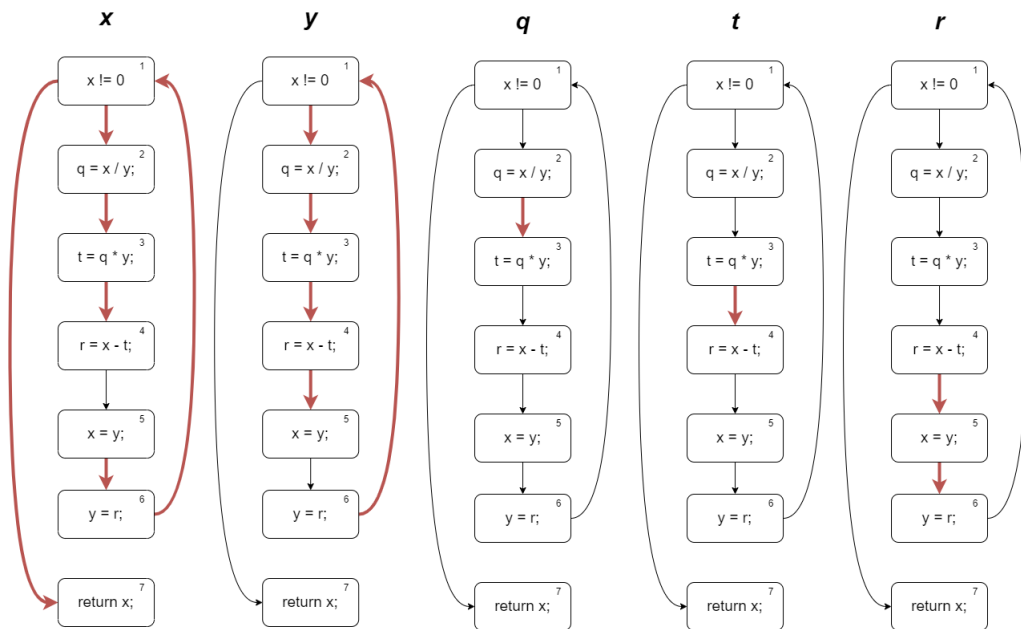 x
1
x != 0
2
q = x / y;
3
t = q * y;
4
r = x - t;
5
x = y;
6
y = r;
7
return x;
y
1
x != 0
2
q = x / y;
3
t = q * y;
4
r = x - t;
5
x = y;
6
y = r;
7
return x;
q
1
x != 0
2
q = x / y;
3
t = q * y;
4
r = x - t;
5
x = y;
6
y = r;
7
return x;
t
1
x != 0
2
q = x / y;
3
t = q * y;
4
r = x - t;
5
x = y;
6
y = r;
7
return x;
r
1
x != 0
2
q = x / y;
3
t = q * y;
4
r = x - t;
5
x = y;
6
y = r;
7
return x;